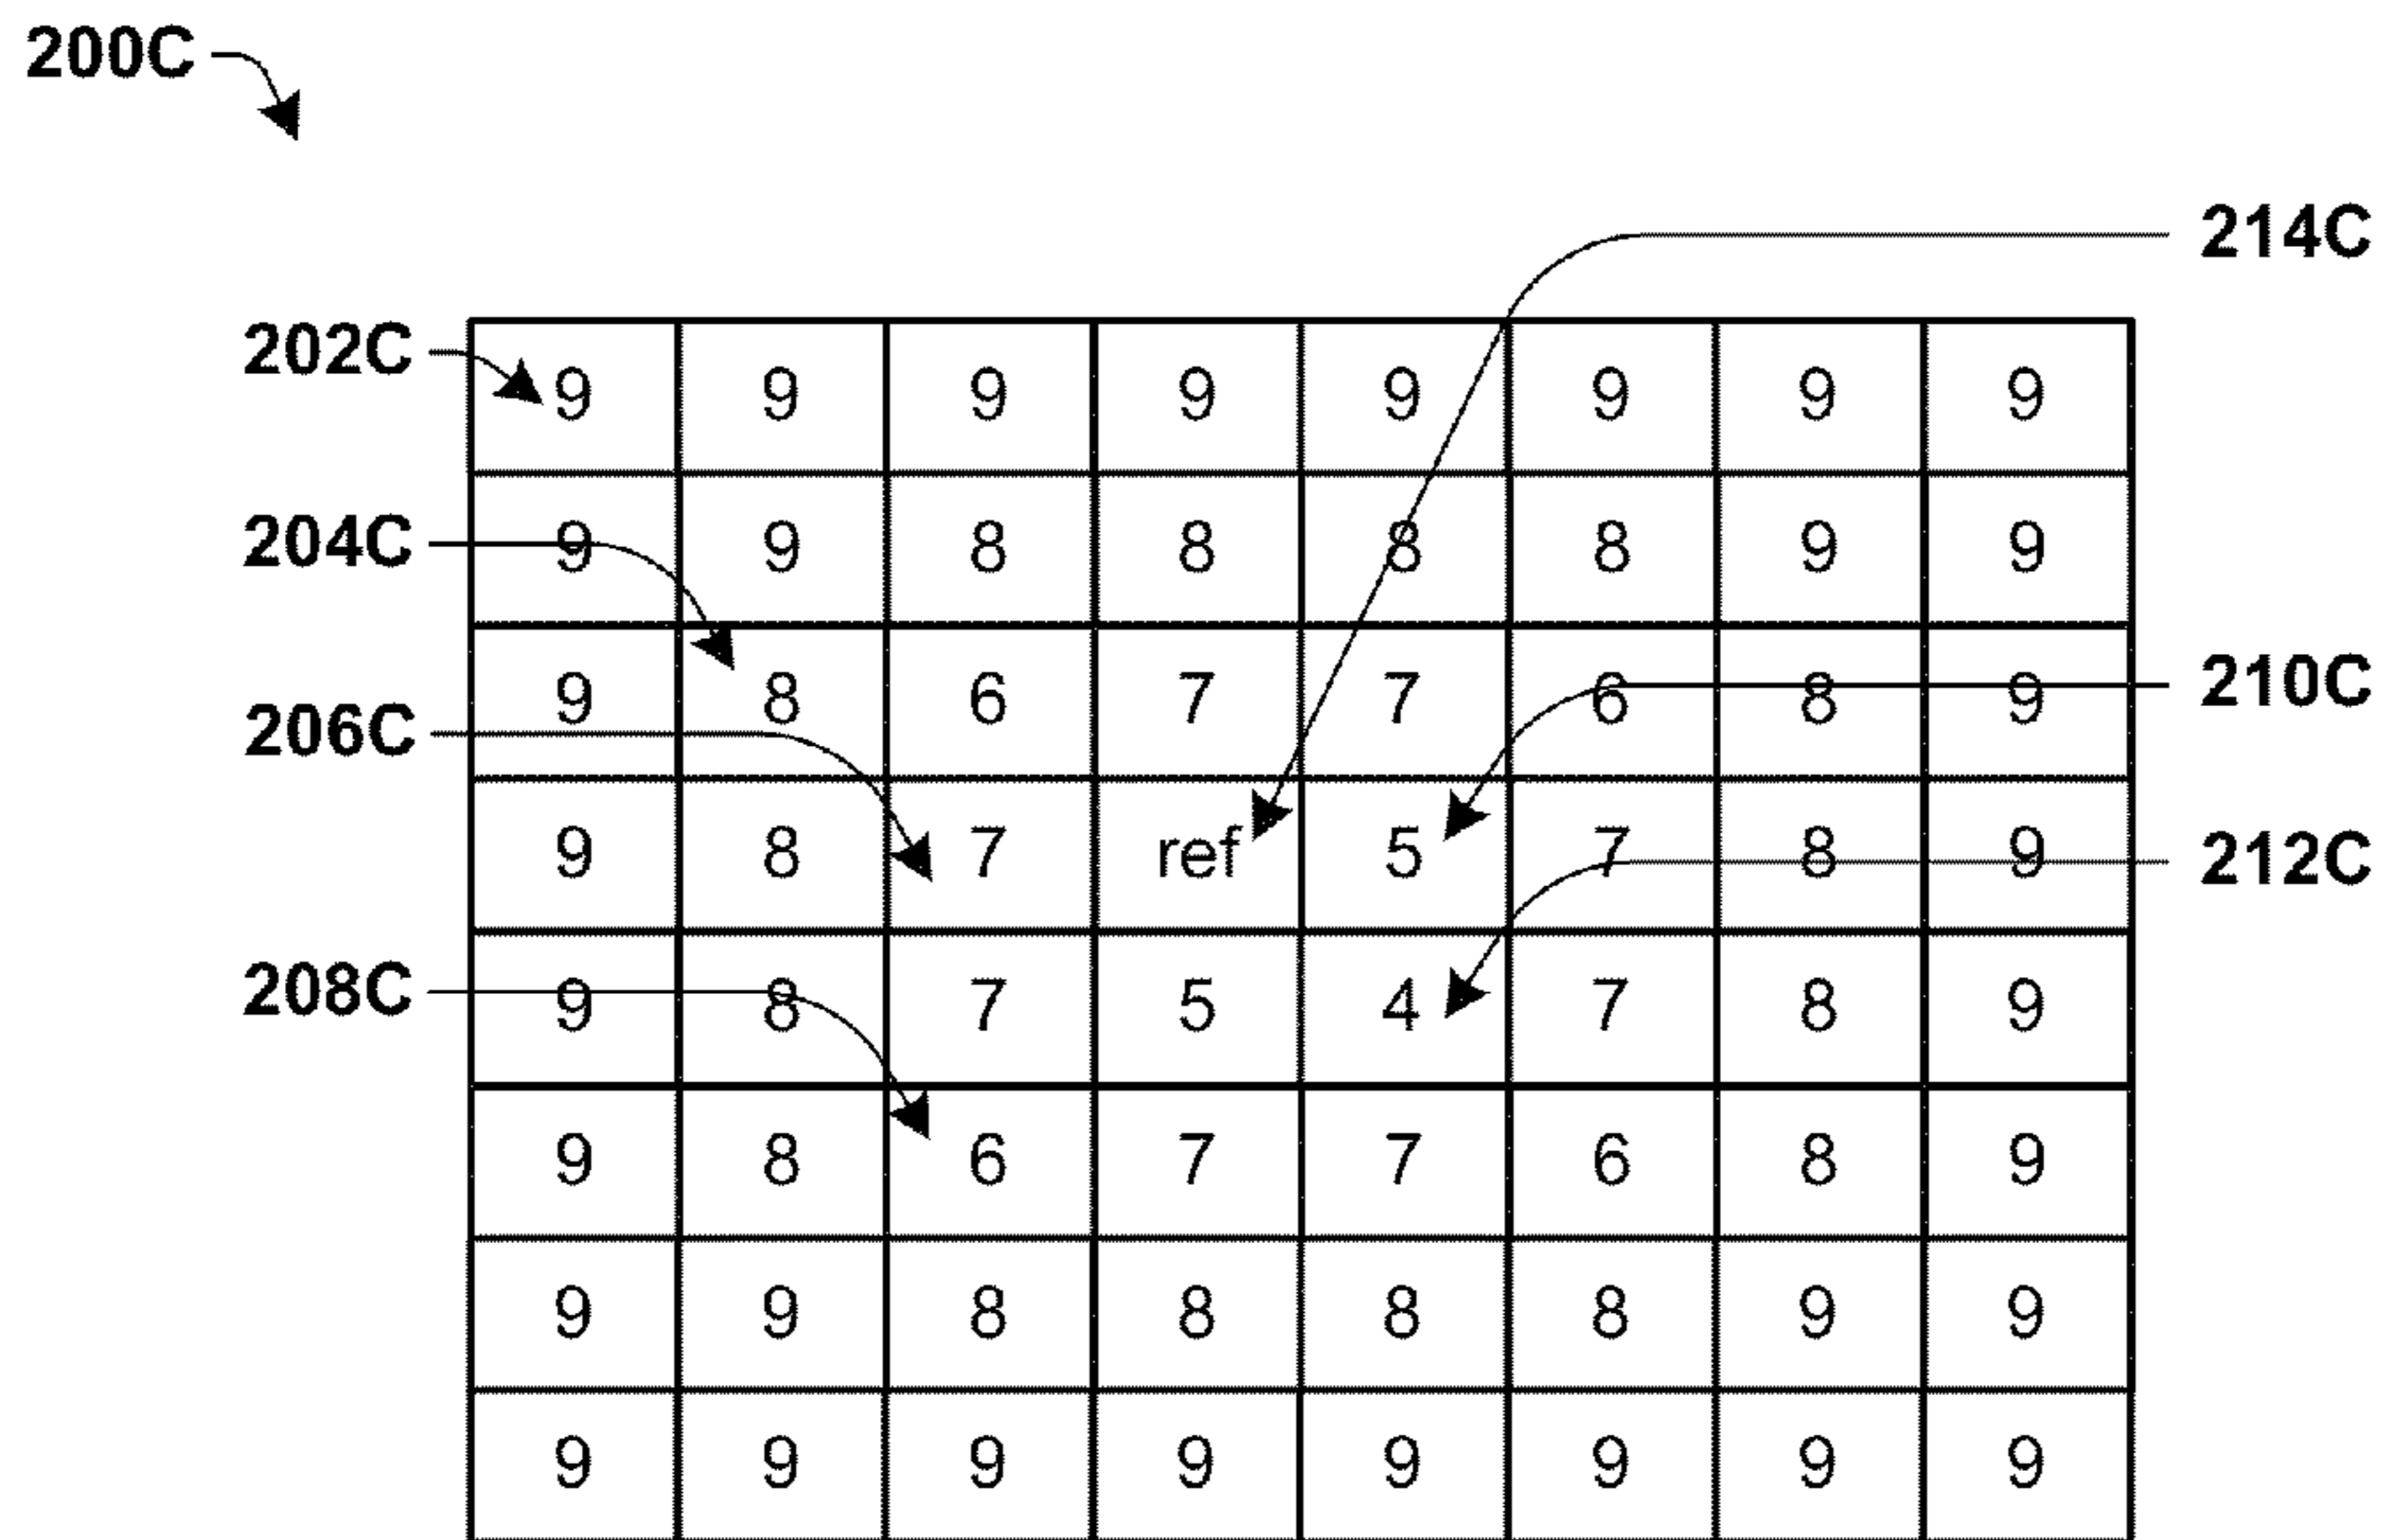 200C
214C
202C 9 9 9 9 9 9 9 9
204C 9 9 8 8 8 8 9 9
9 8 6 7 7 6 8 9 210C
206C
9 8 7 ref 5 7 8 9 212C
208C 9 8 7 5 4 7 8 9
9 8 6 7 7 6 8 9
9 9 8 8 8 8 9 9
9 9 9 9 9 9 9 9